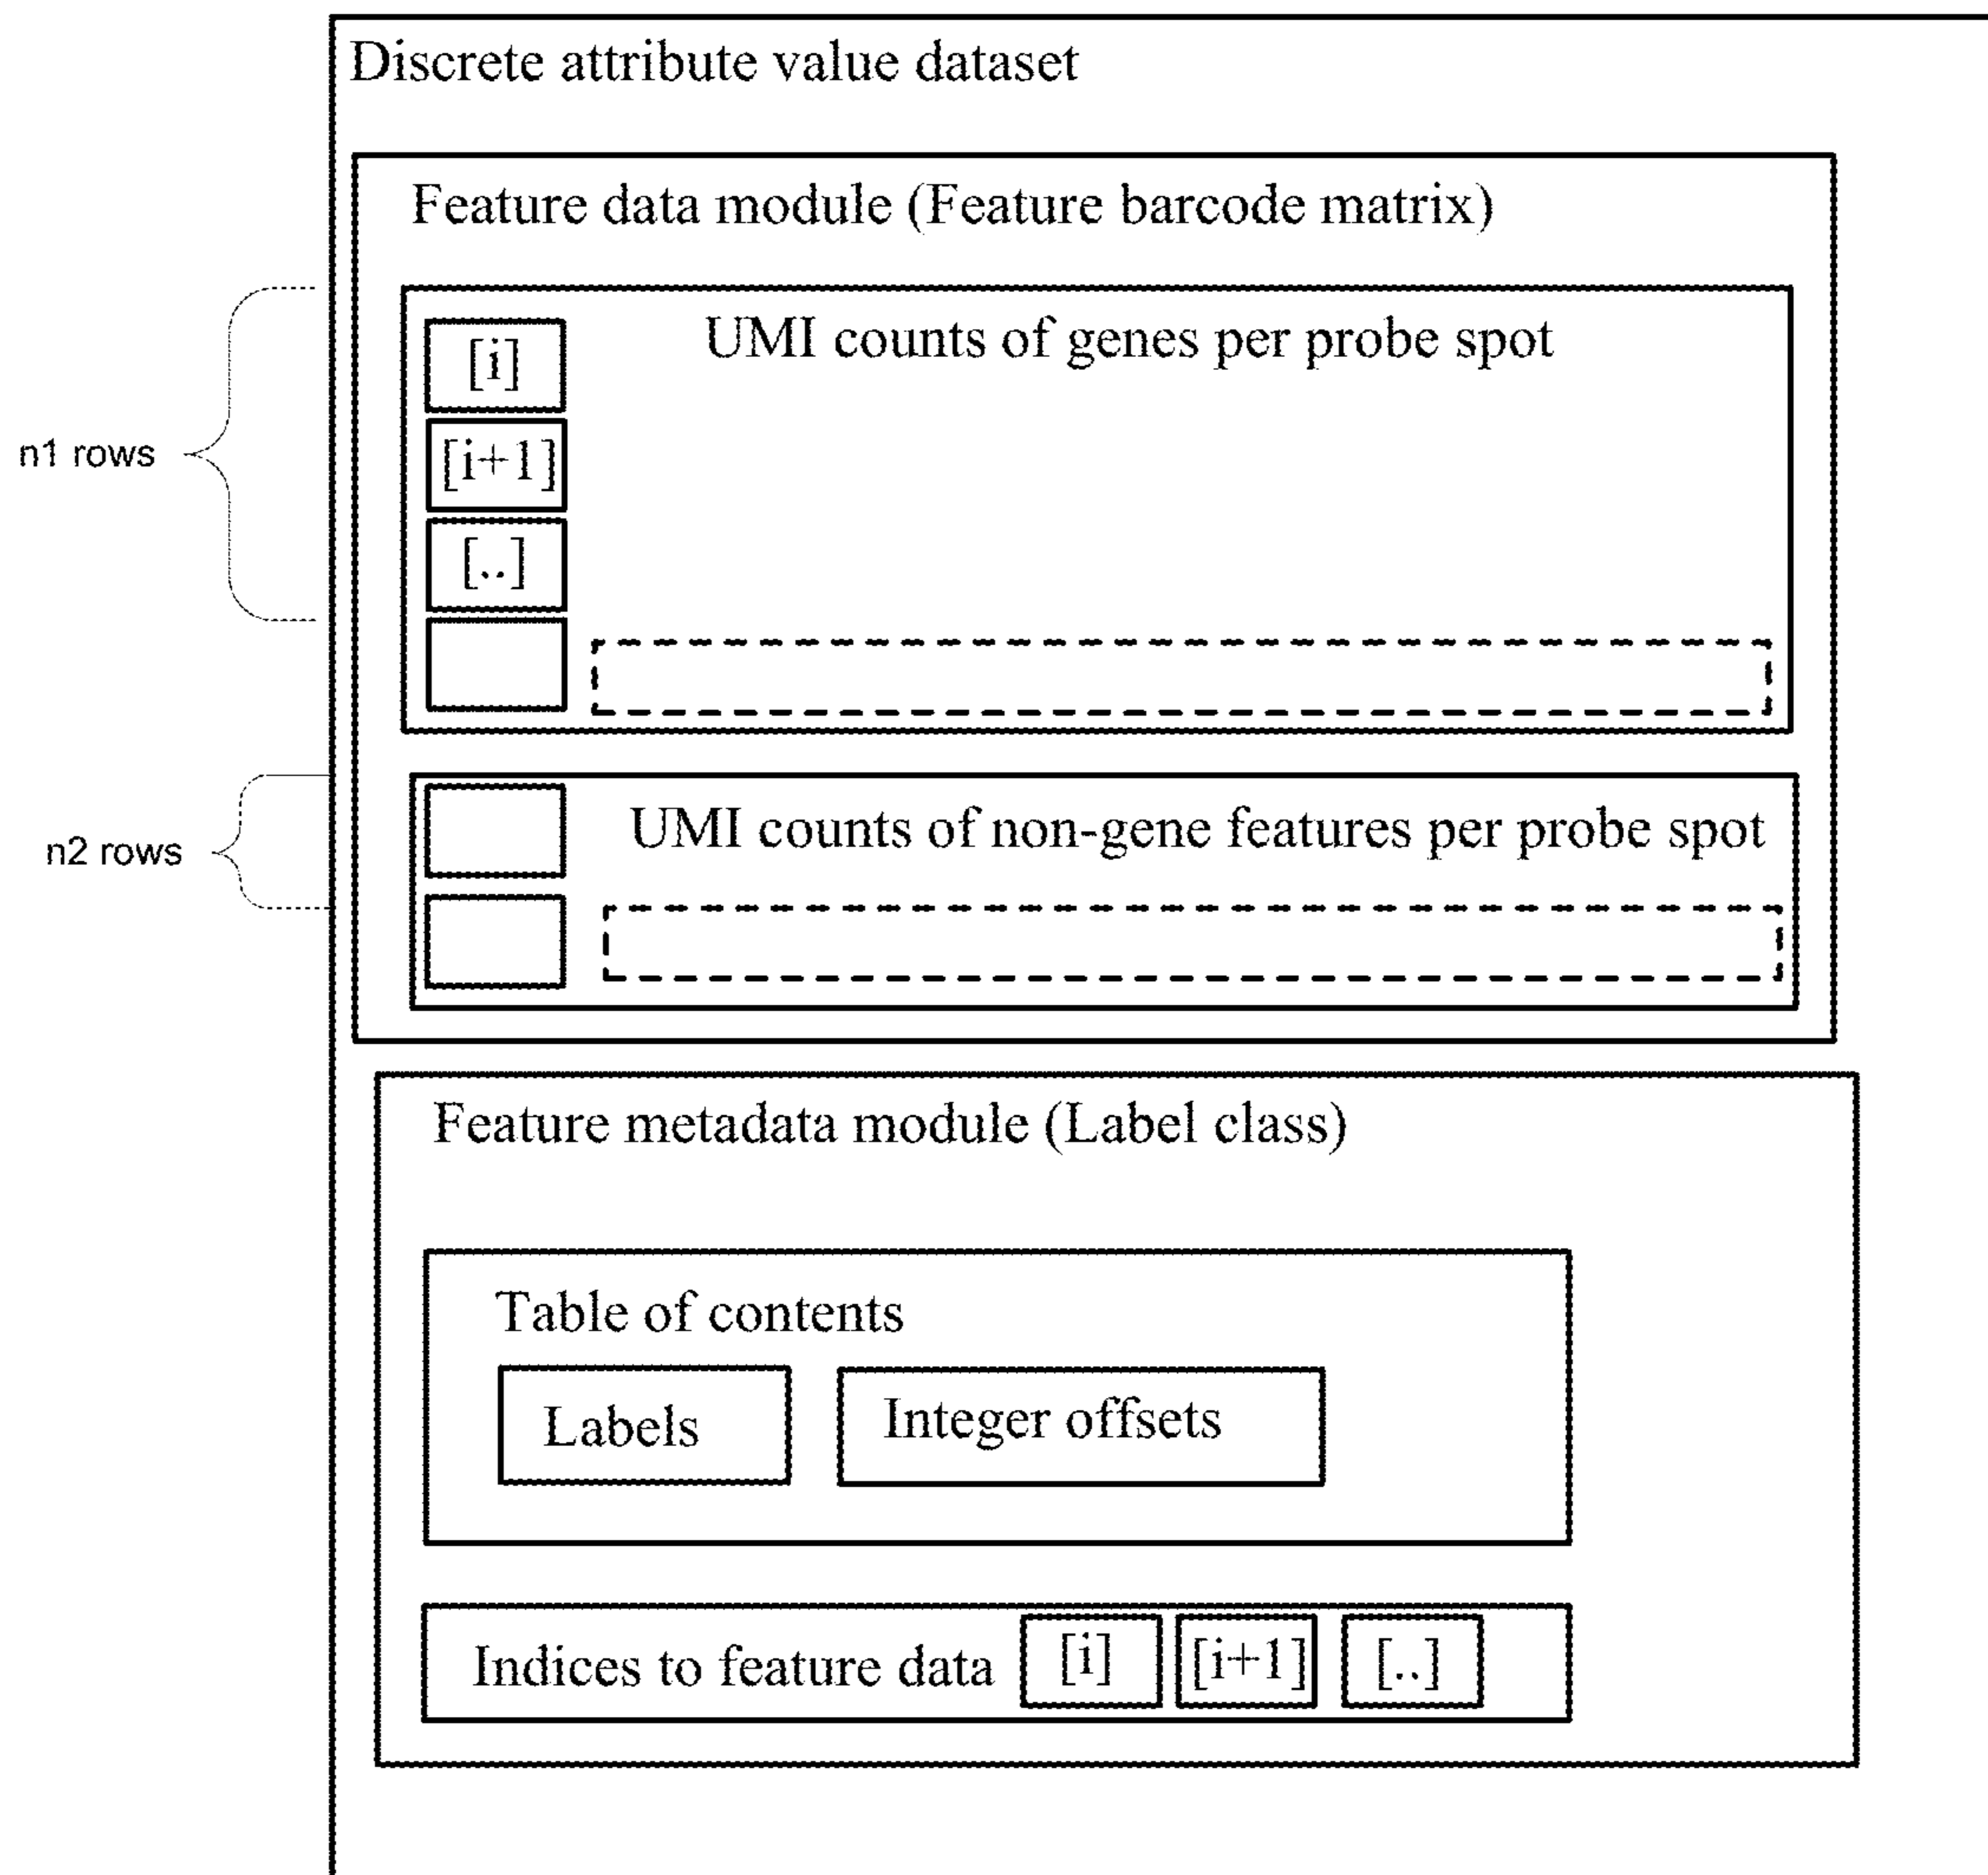 Discrete attribute value dataset
Feature data module (Feature barcode matrix)
UMI counts of genes per probe spot
[i]
[i+1]
[..]
n1 rows
UMI counts of non-gene features per probe spot
n2 rows
Feature metadata module (Label class)
Table of contents
Labels
Integer offsets
Indices to feature data [i] [i+1] [..]